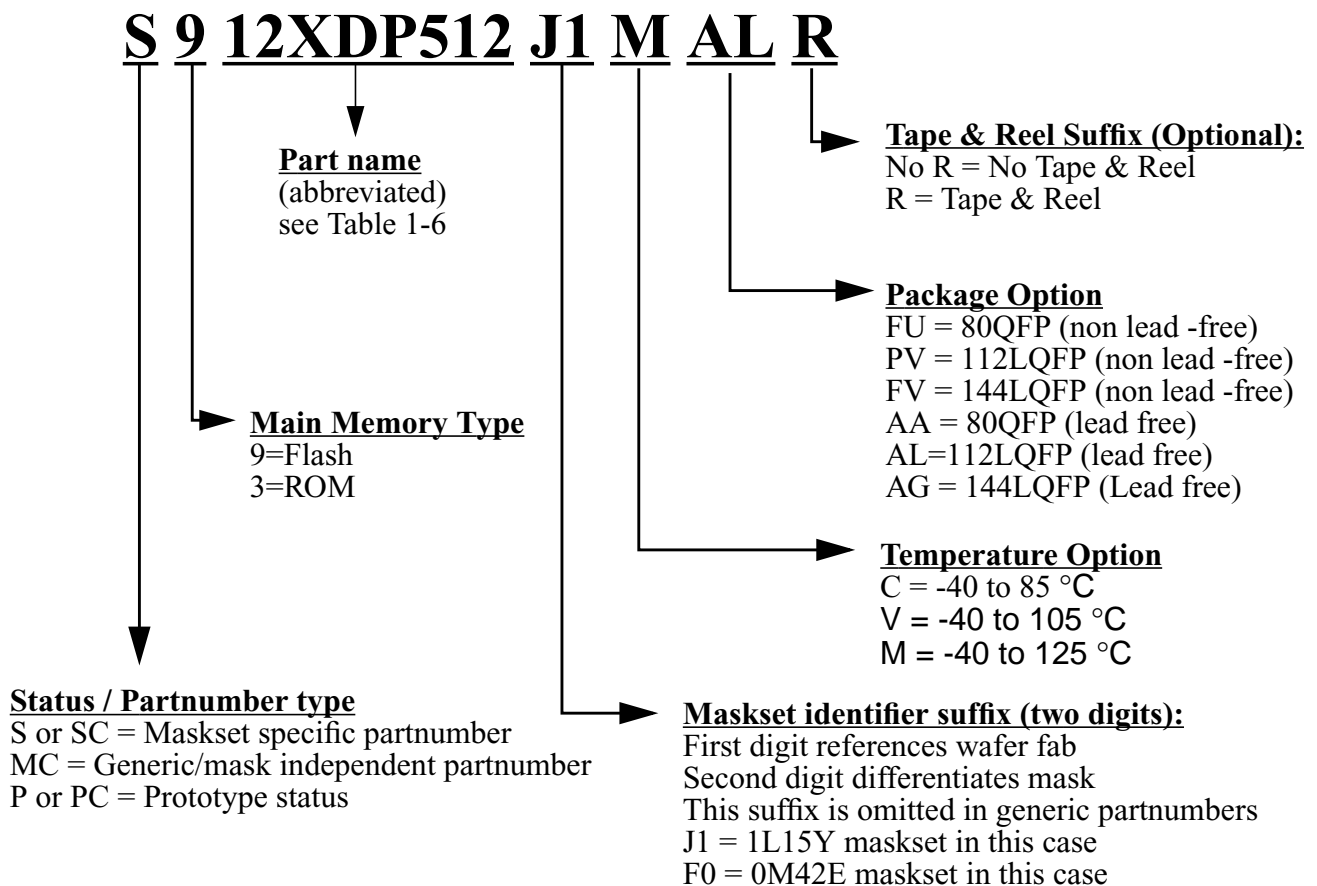 S 9 12XDP512 J1 M AL R
Tape & Reel Suffix (Optional):
No R = No Tape & Reel
R = Tape & Reel
Part name
(abbreviated)
see Table 1-6
Package Option
FU = 80QFP (non lead -free)
PV = 112LQFP (non lead -free)
FV = 144LQFP (non lead -free)
AA = 80QFP (lead free)
AL=112LQFP (lead free)
AG = 144LQFP (Lead free)
Main Memory Type
9=Flash
3=ROM
Temperature Option
C = -40 to 85 °C
V = -40 to 105 °C
M = -40 to 125 °C
Status / Partnumber type
S or SC = Maskset specific partnumber
MC = Generic/mask independent partnumber
P or PC = Prototype status
Maskset identifier suffix (two digits):
First digit references wafer fab
Second digit differentiates mask
This suffix is omitted in generic partnumbers
J1 = 1L15Y maskset in this case
F0 = 0M42E maskset in this case